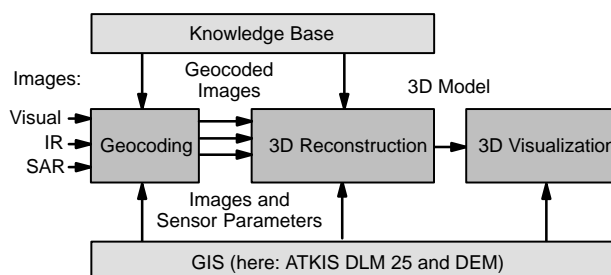 Knowledge Base
Images:
Geocoded
Images
3D Model
Visual
IR
SAR
Geocoding
3D Reconstruction
3D Visualization
Images and
Sensor Parameters
GIS (here: ATKIS DLM 25 and DEM)